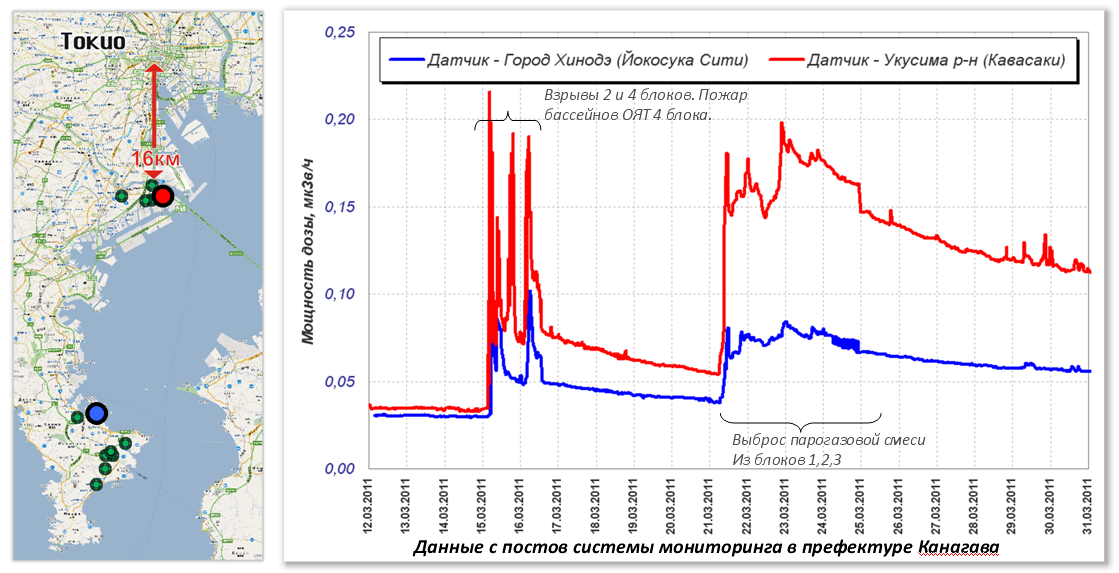 Токио
16км
0,25
0,20
0,15
0,10
0,05
0,00
Мощность дозы, мкЗв/ч
Датчик - Город Хинодэ (Йокосука Сити)
Датчик - Укусима р-н (Кавасаки)
Взрывы 2 и 4 блоков. Пожар
бассейнов ОЯТ 4 блока.
Выброс парогазовой смеси
Из блоков 1,2,3
12.03.2011
13.03.2011
14.03.2011
15.03.2011
16.03.2011
17.03.2011
18.03.2011
19.03.2011
20.03.2011
21.03.2011
22.03.2011
23.03.2011
24.03.2011
25.03.2011
26.03.2011
27.03.2011
28.03.2011
29.03.2011
30.03.2011
31.03.2011
Данные с постов системы мониторинга в префектуре Канагава